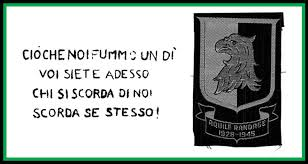 CIÒ CHE NOI FUMMO UN DÌ
VOI SIETE ADESSO
CHI SI SCORDA DI NOI
SCORDA SE STESSO!
AQUILE RANDAGE
1928-1945